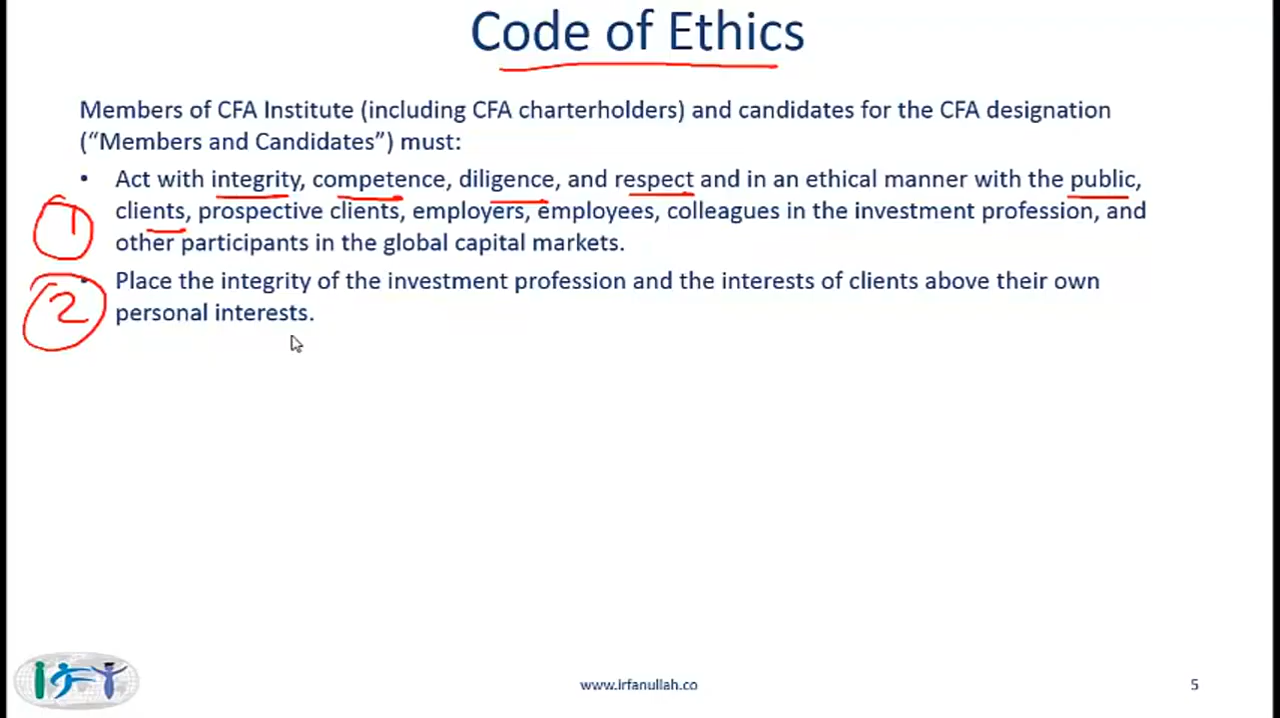 Code of Ethics
Members of CFA Institute (including CFA charterholders) and candidates for the CFA designation
(“Members and Candidates”) must:
• Act with integrity, competence, diligence, and respect and in an ethical manner with the public,
1 clients, prospective clients, employers, employees, colleagues in the investment profession, and
other participants in the global capital markets.
2 Place the integrity of the investment profession and the interests of clients above their own
personal interests.
IFT
www.irfanullah.co
5